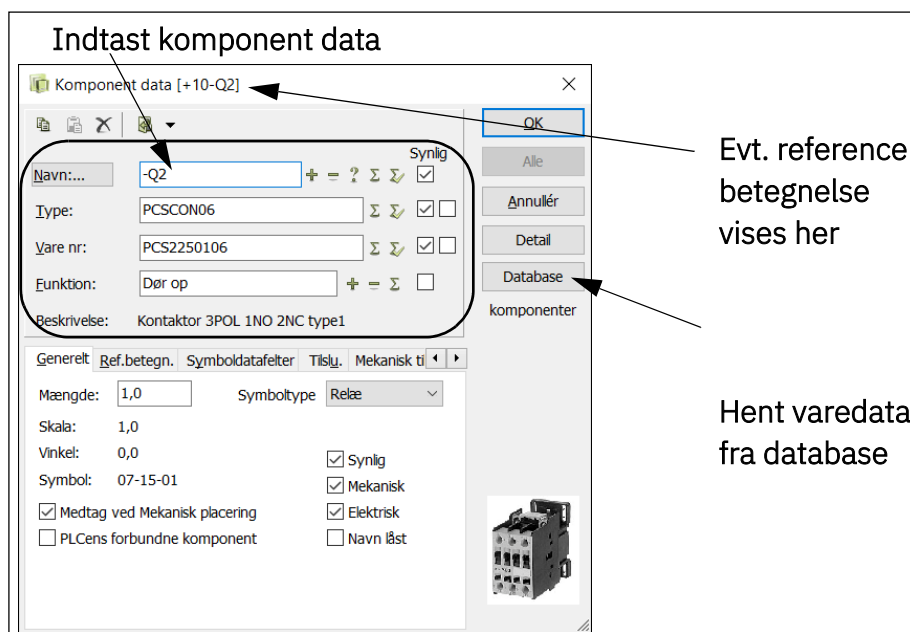 Indtast komponent data
Komponent data [+10-Q2]
OK
Synlig
Alle
Navn:...
-Q2
Annullér
Type:
PCSCON06
Evt. reference
betegnelse
vises her
Vare nr:
PCS2250106
Detail
Funktion:
Dør op
Database
Beskrivelse:
Kontaktor 3POL 1NO 2NC type1
komponenter
Generelt Ref.betegn. Symboldatafelter Tilslu. Mekanisk ti
Mængde:
1,0
Symboltype
Relæ
Skala:
1,0
Hent varedata
fra database
Vinkel:
0,0
Synlig
Symbol:
07-15-01
Mekanisk
Medtag ved Mekanisk placering
Elektrisk
PLCens forbundne komponent
Navn låst